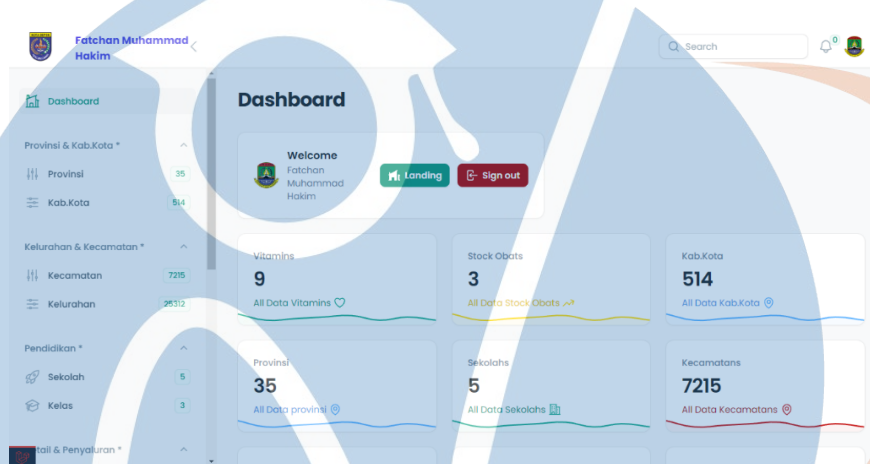 Fatchan Muhammad
Hakim
Search
0
Dashboard
Provinsi & Kab.Kota *
Provinsi 35
Kab.Kota 514
Kelurahan & Kecamatan *
Kecamatan 7215
Kelurahan 25312
Pendidikan *
Sekolah 5
Kelas 3
tail & Penyaluran *
Dashboard
Welcome
Fatchan
Muhammad
Hakim
Landing
Sign out
Vitamins
9
All Data Vitamins
Stock Obats
3
All Data Stock Obats
Kab.Kota
514
All Data Kab.Kota
Provinsi
35
All Data provinsi
Sekolahs
5
All Data Sekolahs
Kecamatans
7215
All Data Kecamatans